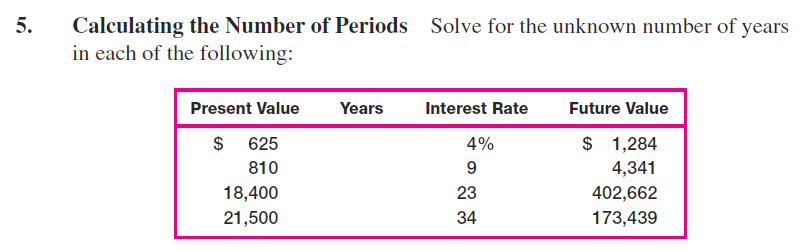 5. Calculating the Number of Periods Solve for the unknown number of years
in each of the following:
Present Value Years Interest Rate Future Value
$ 625 4% $ 1,284
810 9 4,341
18,400 23 402,662
21,500 34 173,439